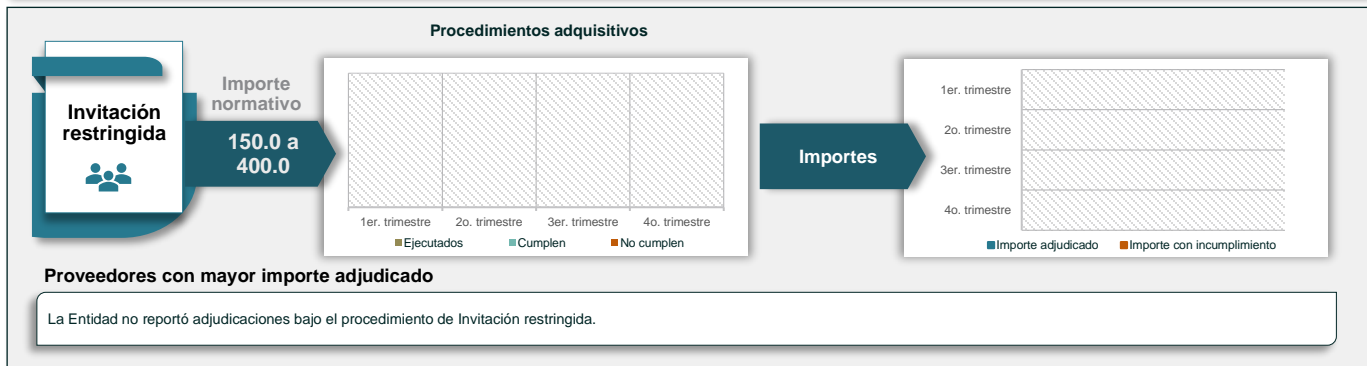 Procedimientos adquisitivos
Invitación
restringida
Importe
normativo
150.0 a
400.0
1er. trimestre
2o. trimestre
3er. trimestre
4o. trimestre
Ejecutados
Cumplen
No cumplen
Importes
1er. trimestre
2o. trimestre
3er. trimestre
4o. trimestre
Importe adjudicado
Importe con incumplimiento
Proveedores con mayor importe adjudicado
La Entidad no reportó adjudicaciones bajo el procedimiento de Invitación restringida.